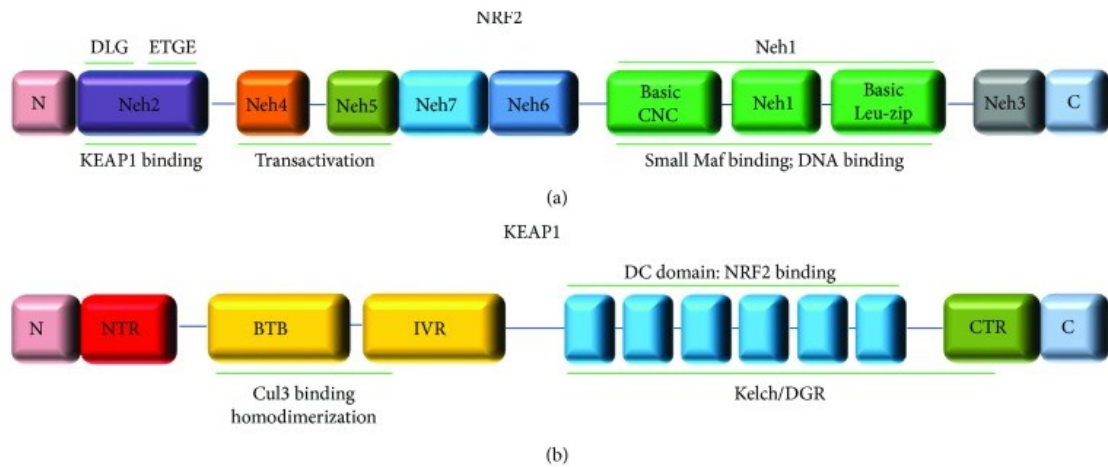 NRF2
DLG ETGE Neh1
N Neh2 Neh4 Neh5 Neh7 Neh6 Basic CNC Neh1 Basic Leu-zip Neh3 C
KEAP1 binding Transactivation Small Maf binding; DNA binding
(a)
KEAP1
DC domain: NRF2 binding
N NTR BTB IVR CTR C
Cul3 binding Kelch/DGR
homodimerization
(b)